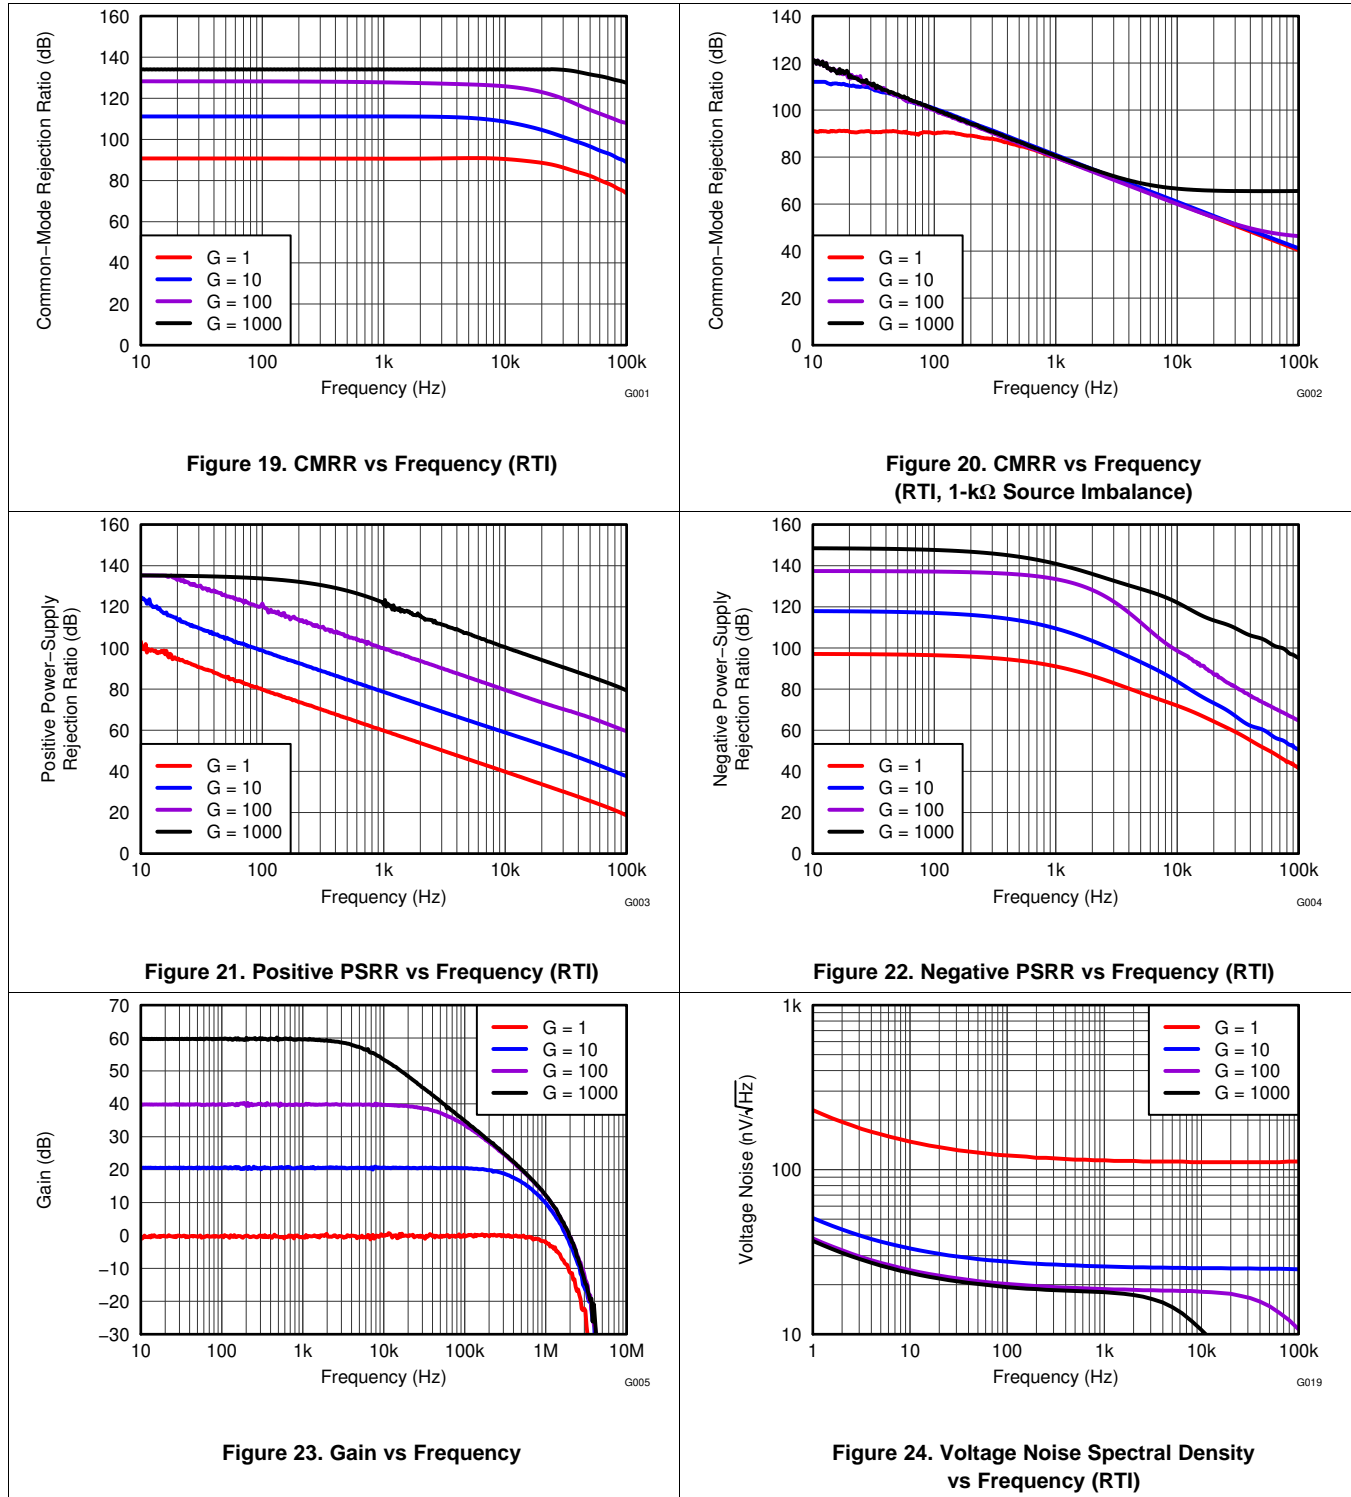 160
140
120
100
80
60
40
20
0
Common−Mode Rejection Ratio (dB)
G = 1
G = 10
G = 100
G = 1000
10
100
1k
10k
100k
Frequency (Hz)
G001
Figure 19. CMRR vs Frequency (RTI)
140
120
100
80
60
40
20
0
Common−Mode Rejection Ratio (dB)
G = 1
G = 10
G = 100
G = 1000
10
100
1k
10k
100k
Frequency (Hz)
G002
Figure 20. CMRR vs Frequency
(RTI, 1-kΩ Source Imbalance)
160
140
120
100
80
60
40
20
0
Positive Power−Supply
Rejection Ratio (dB)
G = 1
G = 10
G = 100
G = 1000
10
100
1k
10k
100k
Frequency (Hz)
G003
Figure 21. Positive PSRR vs Frequency (RTI)
160
140
120
100
80
60
40
20
0
Negative Power−Supply
Rejection Ratio (dB)
G = 1
G = 10
G = 100
G = 1000
10
100
1k
10k
100k
Frequency (Hz)
G004
Figure 22. Negative PSRR vs Frequency (RTI)
70
60
50
40
30
20
10
0
−10
−20
−30
Gain (dB)
G = 1
G = 10
G = 100
G = 1000
10
100
1k
10k
100k
1M
10M
Frequency (Hz)
G005
Figure 23. Gain vs Frequency
1k
100
10
Voltage Noise (nV/√Hz)
G = 1
G = 10
G = 100
G = 1000
1
10
100
1k
10k
100k
Frequency (Hz)
G019
Figure 24. Voltage Noise Spectral Density
vs Frequency (RTI)